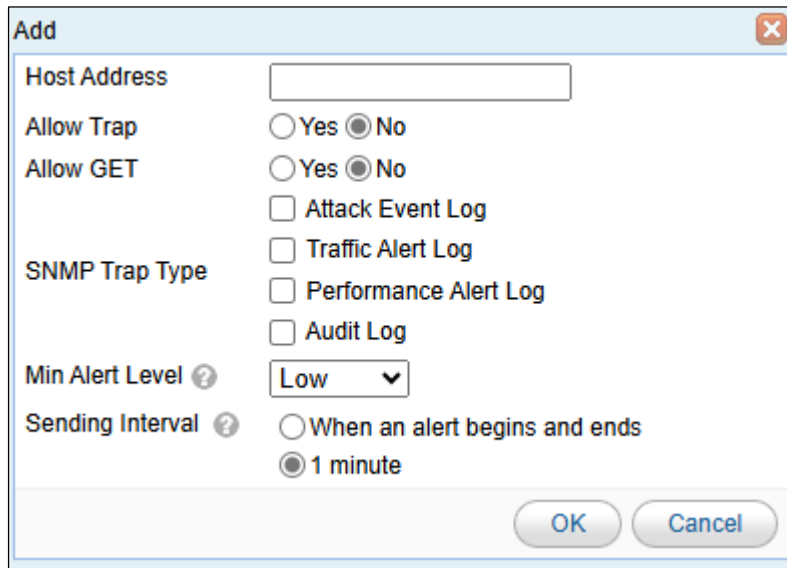 Add
Host Address
Allow Trap Yes No
Allow GET Yes No
SNMP Trap Type
Attack Event Log
Traffic Alert Log
Performance Alert Log
Audit Log
Min Alert Level ? Low
Sending Interval ? When an alert begins and ends
1 minute
OK Cancel